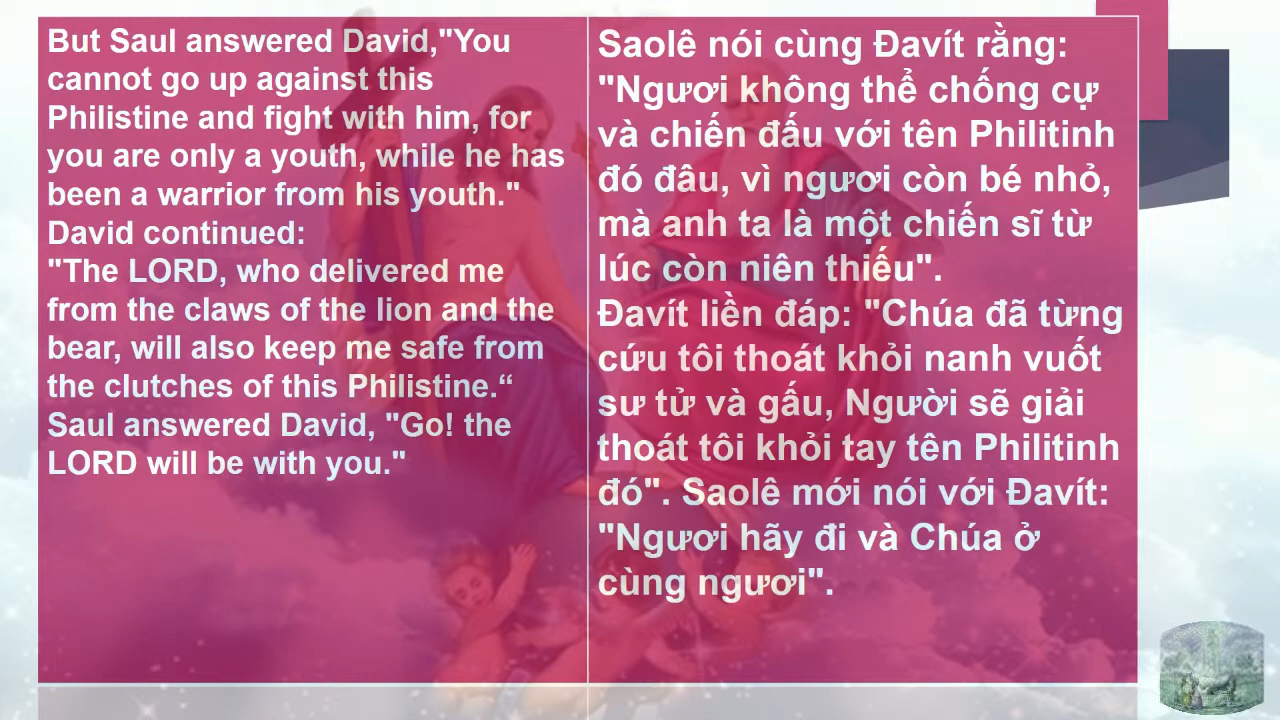 But Saul answered David,"You
cannot go up against this
Philistine and fight with him, for
you are only a youth, while he has
been a warrior from his youth."
David continued:
"The LORD, who delivered me
from the claws of the lion and the
bear, will also keep me safe from
the clutches of this Philistine.“
Saul answered David, "Go! the
LORD will be with you."
Saolê nói cùng Đavít rằng:
"Ngươi không thể chống cự
và chiến đấu với tên Philitinh
đó đâu, vì ngươi còn bé nhỏ,
mà anh ta là một chiến sĩ từ
lúc còn niên thiếu".
Đavít liền đáp: "Chúa đã từng
cứu tôi thoát khỏi nanh vuốt
sư tử và gấu, Người sẽ giải
thoát tôi khỏi tay tên Philitinh
đó". Saolê mới nói với Đavít:
"Ngươi hãy đi và Chúa ở
cùng ngươi".